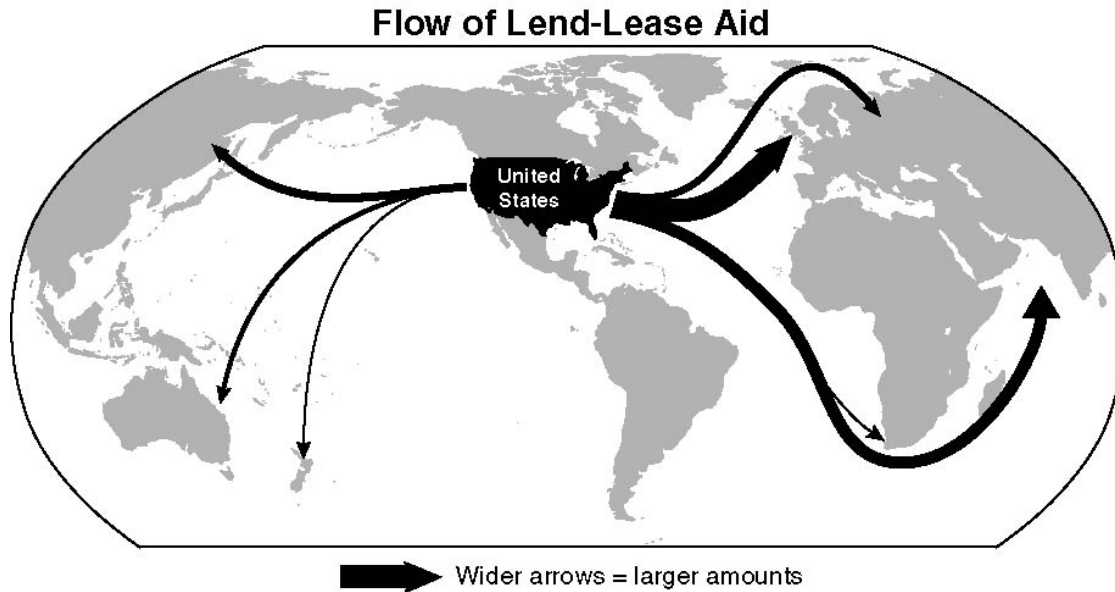 Flow of Lend-Lease Aid
United
States
Wider arrows = larger amounts